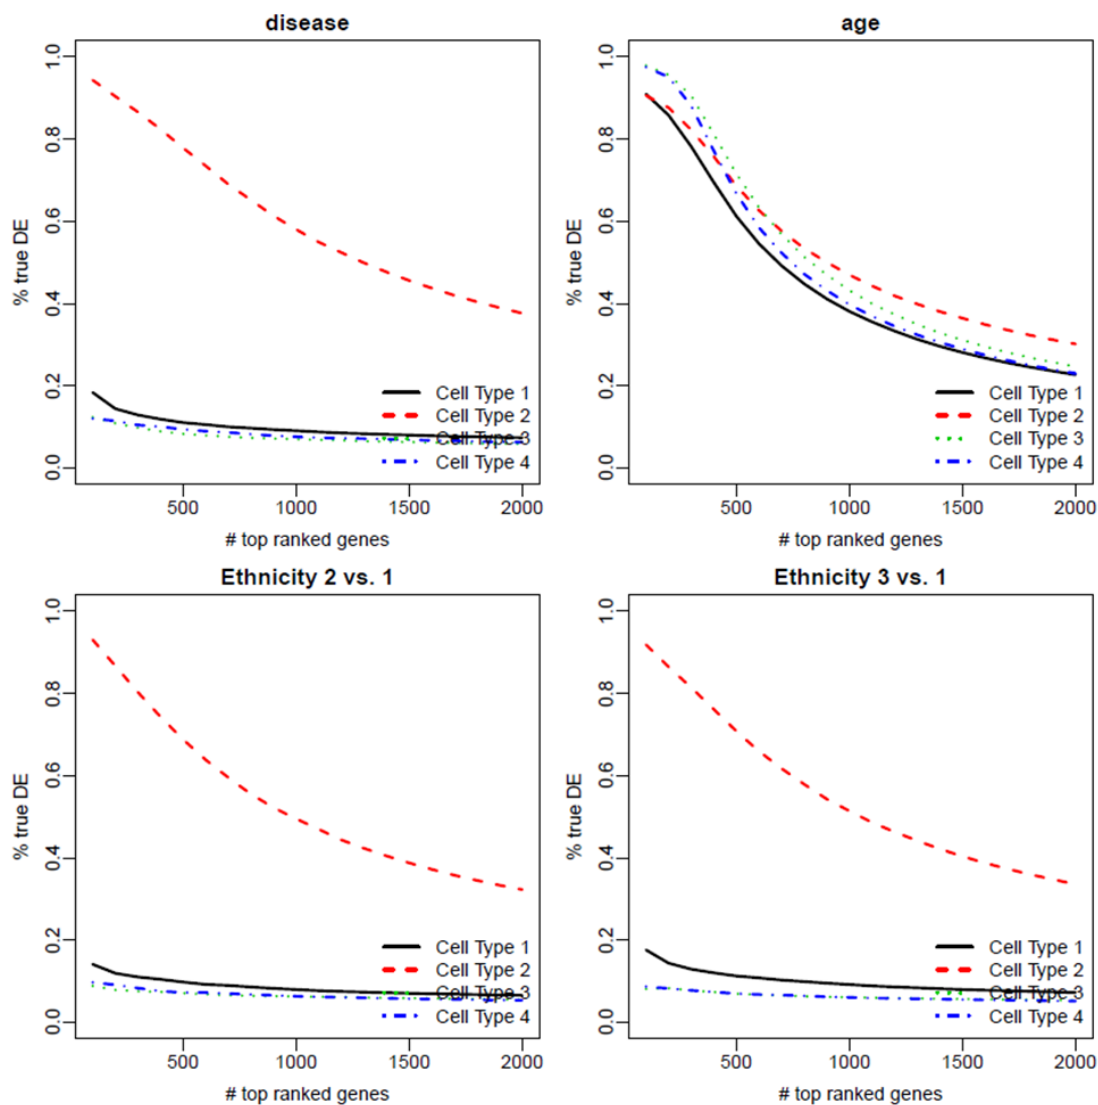 disease
% true DE
1.0
0.8
0.6
0.4
0.2
0.0
Cell Type 1
Cell Type 2
Cell Type 3
Cell Type 4
500 1000 1500 2000
# top ranked genes
age
% true DE
1.0
0.8
0.6
0.4
0.2
0.0
Cell Type 1
Cell Type 2
Cell Type 3
Cell Type 4
500 1000 1500 2000
# top ranked genes
Ethnicity 2 vs. 1
% true DE
1.0
0.8
0.6
0.4
0.2
0.0
Cell Type 1
Cell Type 2
Cell Type 3
Cell Type 4
500 1000 1500 2000
# top ranked genes
Ethnicity 3 vs. 1
% true DE
1.0
0.8
0.6
0.4
0.2
0.0
Cell Type 1
Cell Type 2
Cell Type 3
Cell Type 4
500 1000 1500 2000
# top ranked genes